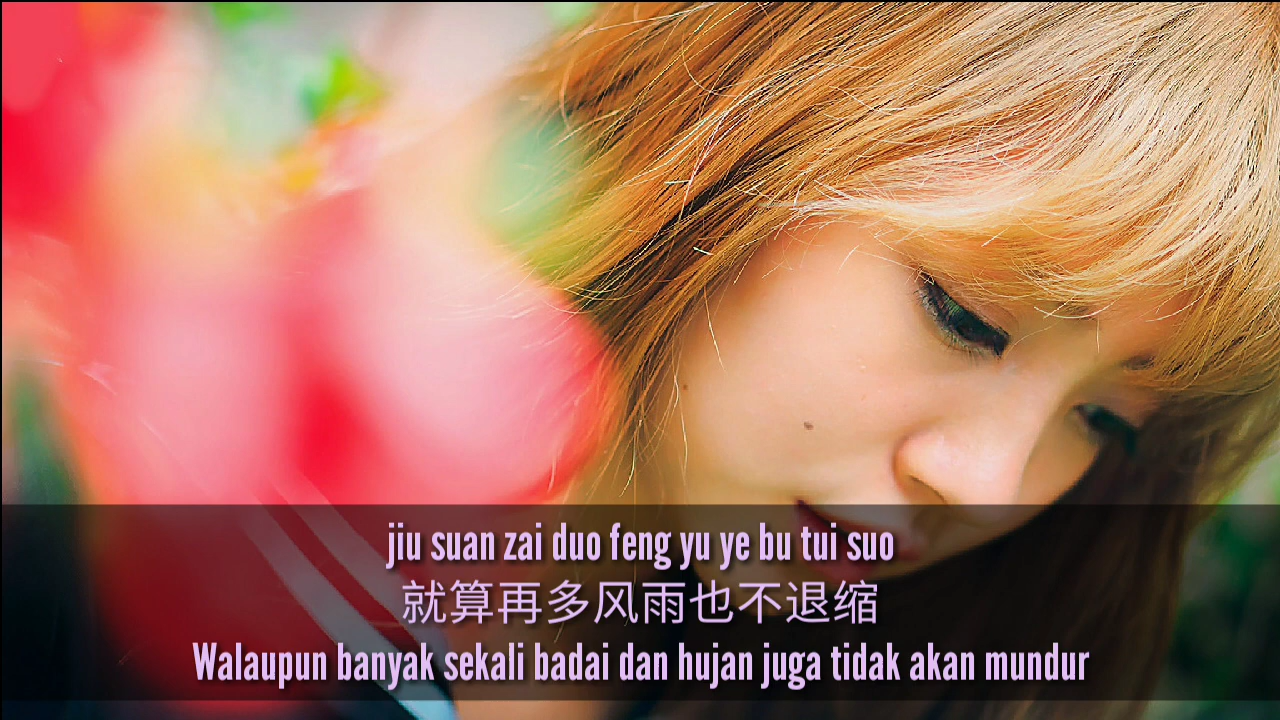 jiu suan zai duo feng yu ye bu tui suo
就算再多风雨也不退缩
Walaupun banyak sekali badai dan hujan juga tidak akan mundur